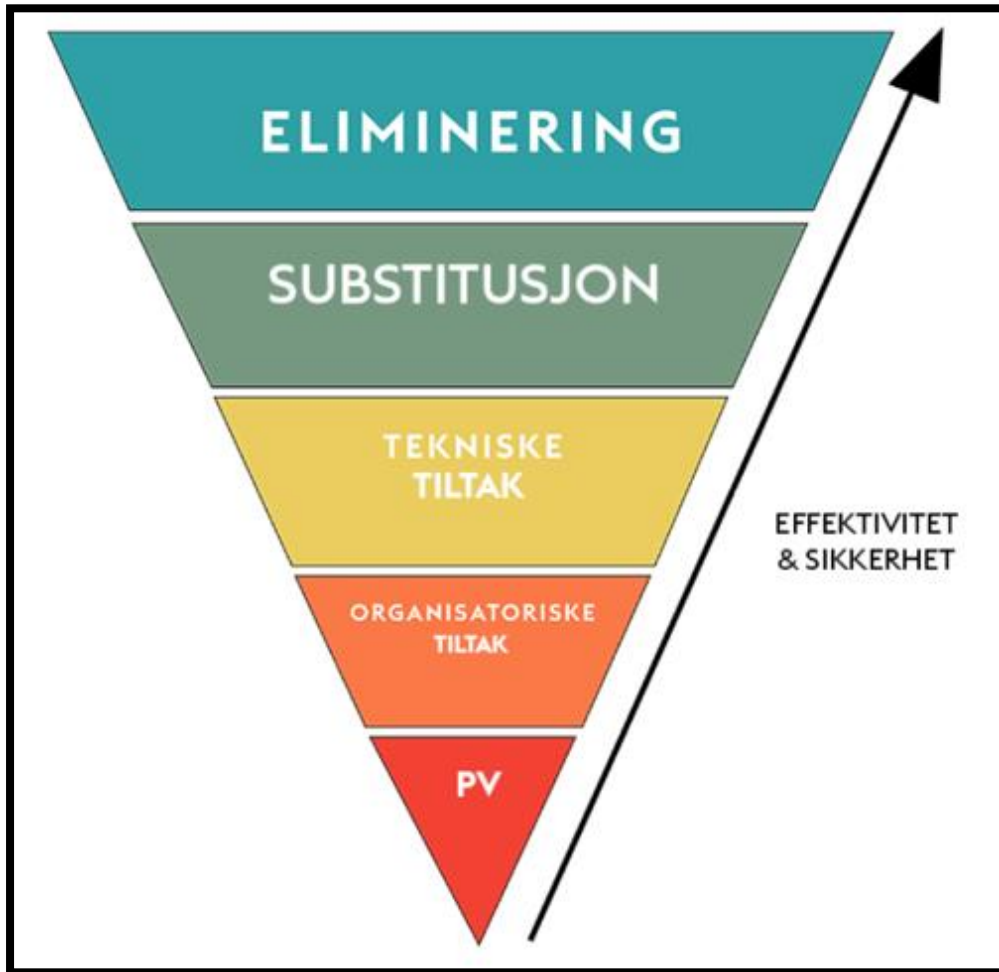 ELIMINERING
SUBSTITUSJON
TEKNISKE
TILTAK
EFFEKTIVITET
& SIKKERHET
ORGANISATORISKE
TILTAK
PV